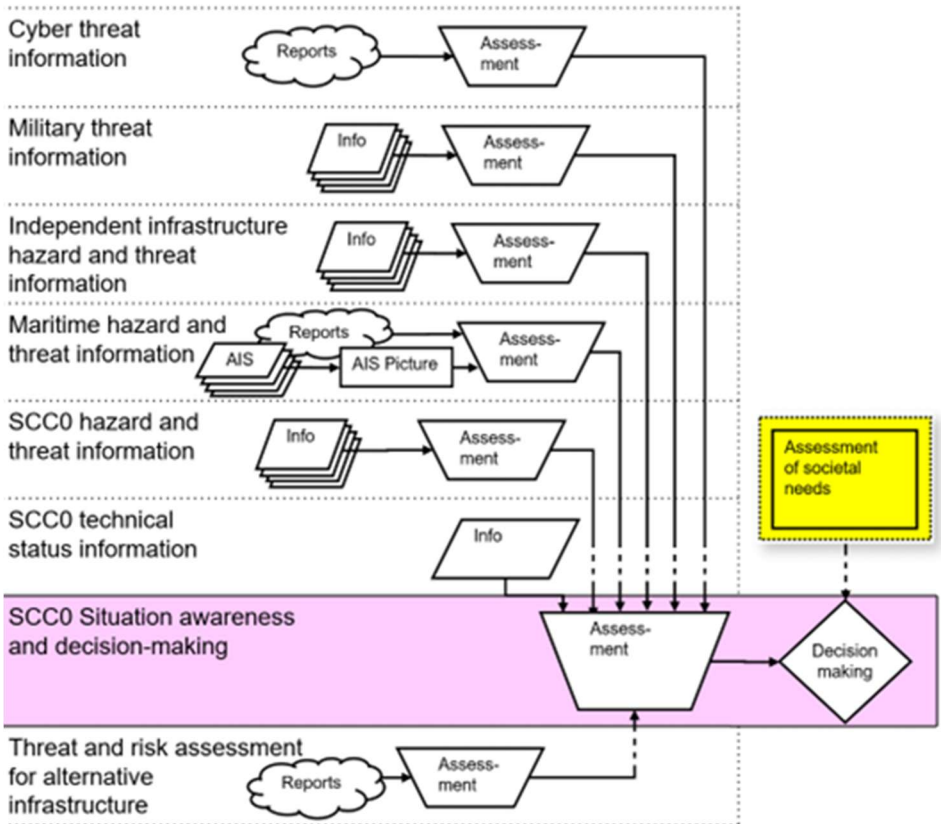 Cyber threat
information
Reports
Assess-
ment
Military threat
information
Info
Assess-
ment
Independent infrastructure
hazard and threat
information
Info
Assess-
ment
Maritime hazard and
threat information
Reports
AIS
AIS Picture
Assess-
ment
SCC0 hazard and
threat information
Info
Assess-
ment
Assessment
of societal
needs
SCC0 technical
status information
Info
SCC0 Situation awareness
and decision-making
Assess-
ment
Decision
making
Threat and risk assessment
for alternative
infrastructure
Reports
Assess-
ment